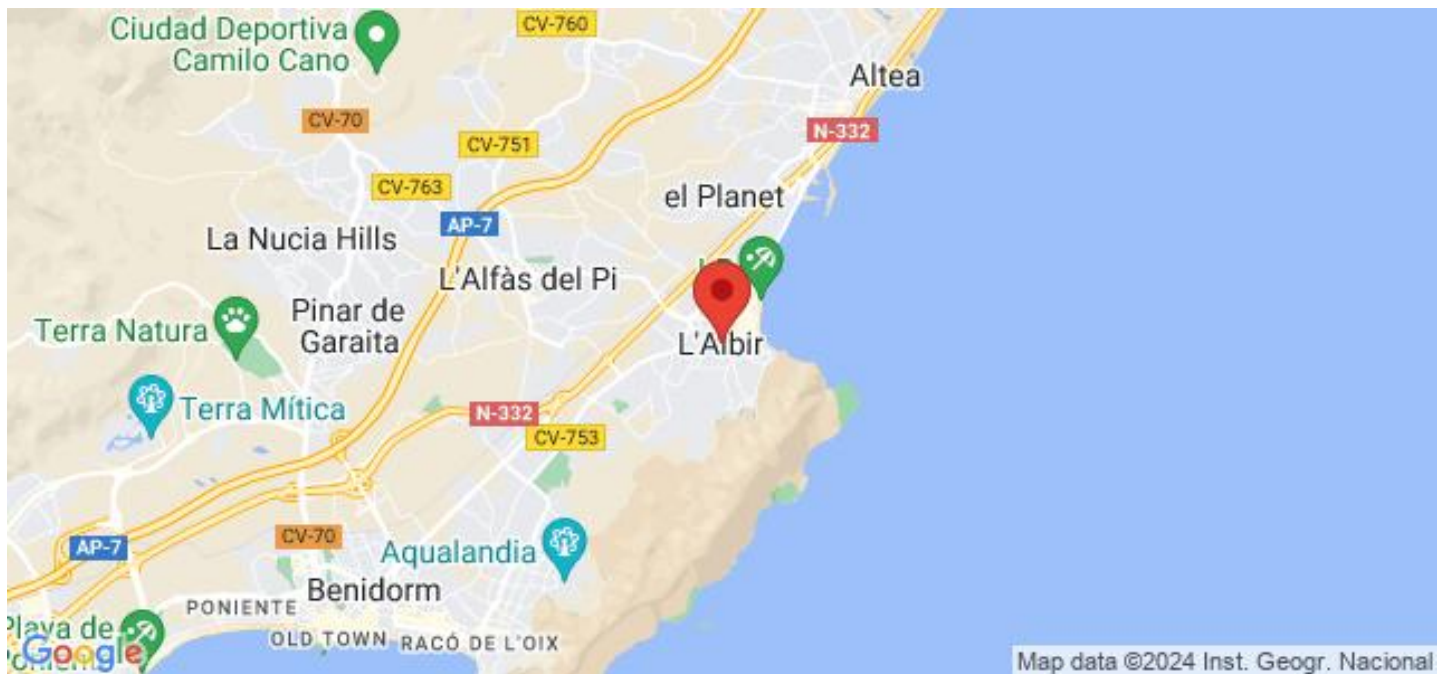 Ciudad Deportiva
Camilo Cano
CV-760
Altea
CV-70
N-332
CV-751
CV-763
el Planet
AP-7
La Nucia Hills
L'Alfàs del Pi
Pinar de
Garaita
Terra Natura
L'Albir
Terra Mítica
N-332
CV-753
CV-70
AP-7
Aqualandia
Benidorm
PONIENTE
Playa de
OLD TOWN
RACÓ DE L'OIX
Google
Map data ©2024 Inst. Geogr. Nacional